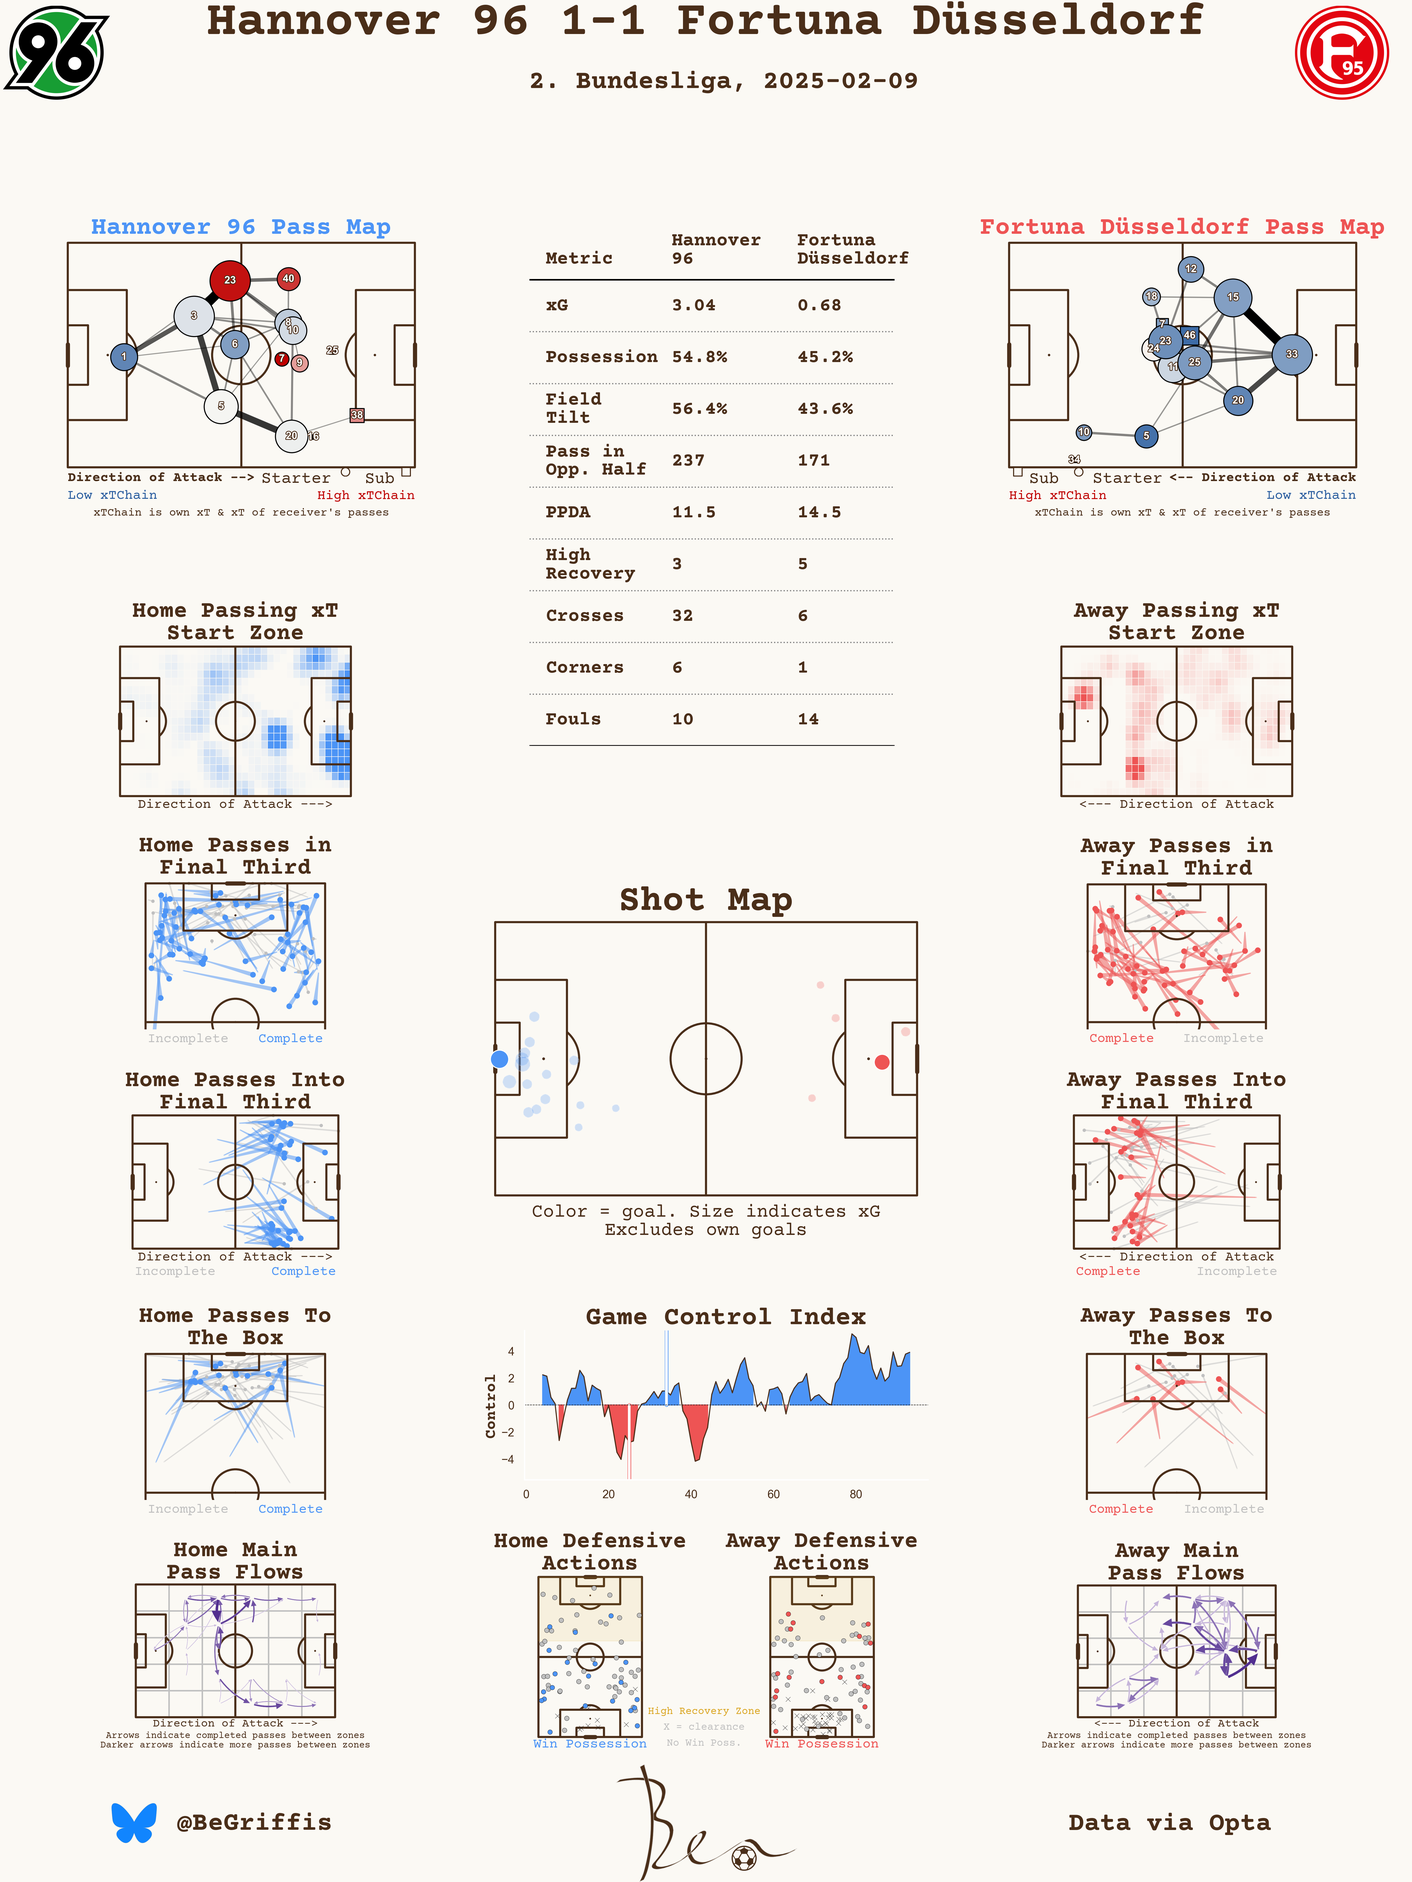 Hannover 96 1-1 Fortuna Düsseldorf
2. Bundesliga, 2025-02-09
96
F
95
Hannover 96 Pass Map
23
40
3
8
10
6
1
7
9
25
5
38
20
16
Direction of Attack --> Starter Sub
Low xTChain High xTChain
xTChain is own xT & xT of receiver's passes
Metric Hannover 96 Fortuna Düsseldorf
xG 3.04 0.68
Possession 54.8% 45.2%
Field Tilt 56.4% 43.6%
Pass in Opp. Half 237 171
PPDA 11.5 14.5
High Recovery 3 5
Crosses 32 6
Corners 6 1
Fouls 10 14
Fortuna Düsseldorf Pass Map
12
18
15
7
46
23
24
33
11
25
20
10
5
34
Sub Starter <-- Direction of Attack
High xTChain Low xTChain
xTChain is own xT & xT of receiver's passes
Home Passing xT
Start Zone
Direction of Attack --->
Away Passing xT
Start Zone
<--- Direction of Attack
Home Passes in
Final Third
Incomplete Complete
Away Passes in
Final Third
Complete Incomplete
Shot Map
Color = goal. Size indicates xG
Excludes own goals
Home Passes Into
Final Third
Direction of Attack --->
Incomplete Complete
Away Passes Into
Final Third
<--- Direction of Attack
Complete Incomplete
Home Passes To
The Box
Incomplete Complete
Game Control Index
Control
4
2
0
−2
−4
0 20 40 60 80
Away Passes To
The Box
Complete Incomplete
Home Main
Pass Flows
Direction of Attack --->
Arrows indicate completed passes between zones
Darker arrows indicate more passes between zones
Home Defensive
Actions
Win Possession
High Recovery Zone
X = clearance
No Win Poss.
Away Defensive
Actions
Win Possession
Away Main
Pass Flows
<--- Direction of Attack
Arrows indicate completed passes between zones
Darker arrows indicate more passes between zones
@BeGriffis
Ben
Data via Opta